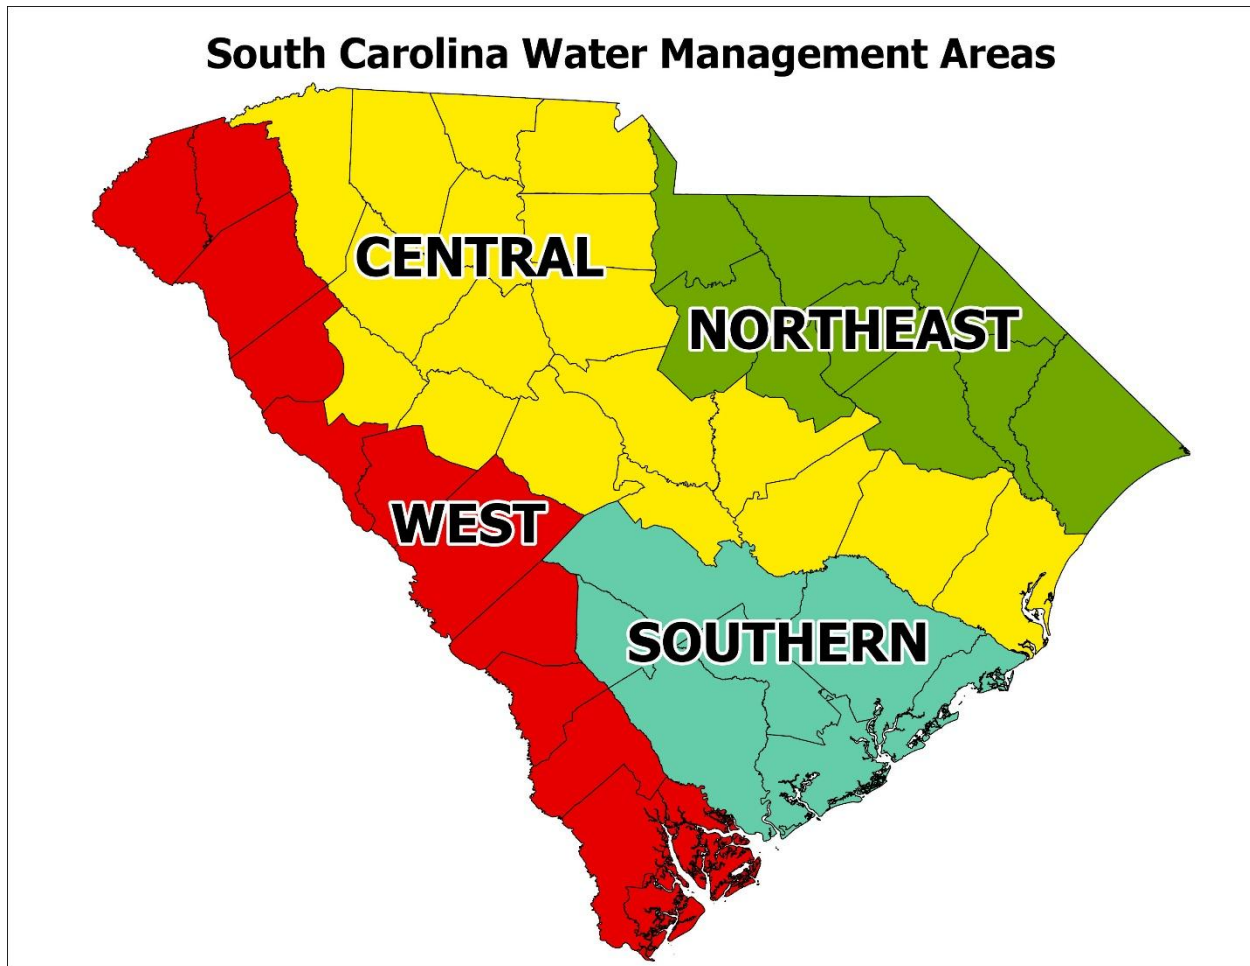 South Carolina Water Management Areas
CENTRAL
NORTHEAST
WEST
SOUTHERN